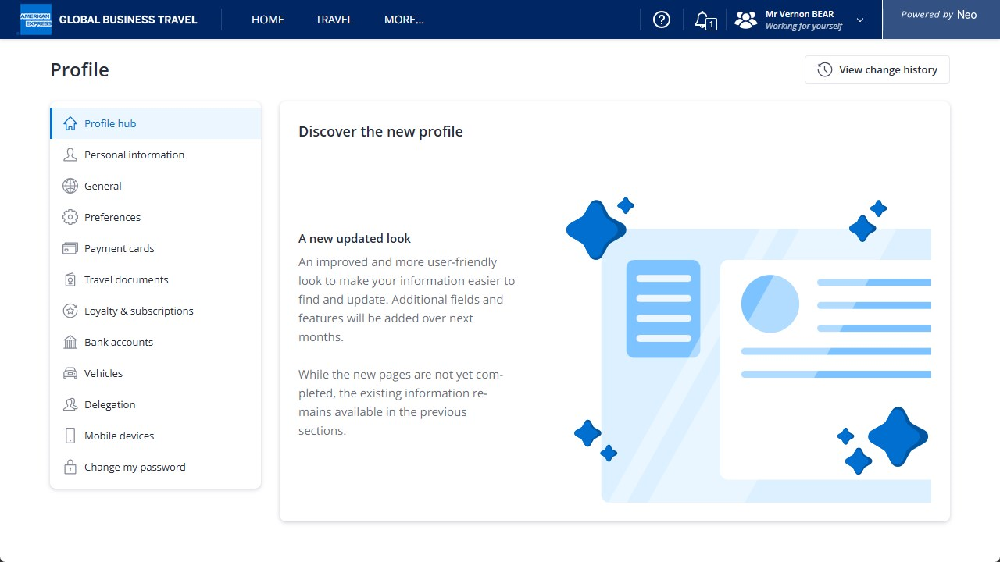 AMERICAN
EXPRESS
GLOBAL BUSINESS TRAVEL
HOME
TRAVEL
MORE...
1
Mr Vernon BEAR
Working for yourself
Powered by Neo
Profile
View change history
Profile hub
Personal information
General
Preferences
Payment cards
Travel documents
Loyalty & subscriptions
Bank accounts
Vehicles
Delegation
Mobile devices
Change my password
Discover the new profile
A new updated look
An improved and more user-friendly
look to make your information easier to
find and update. Additional fields and
features will be added over next
months.
While the new pages are not yet com-
pleted, the existing information re-
mains available in the previous
sections.